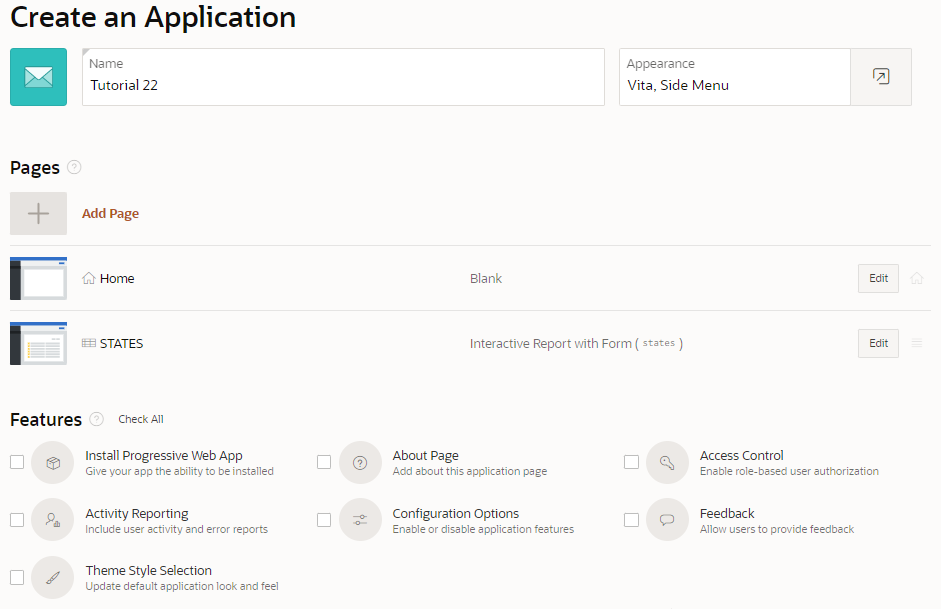 Create an Application
Name
Tutorial 22
Appearance
Vita, Side Menu
Pages ?
Add Page
Home Blank Edit
STATES Interactive Report with Form ( states ) Edit
Features ? Check All
Install Progressive Web App
Give your app the ability to be installed
About Page
Add about this application page
Access Control
Enable role-based user authorization
Activity Reporting
Include user activity and error reports
Configuration Options
Enable or disable application features
Feedback
Allow users to provide feedback
Theme Style Selection
Update default application look and feel